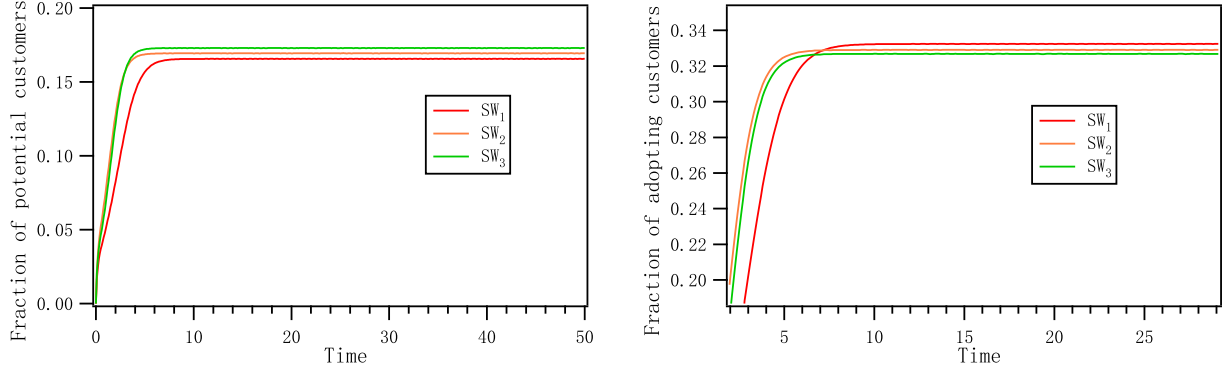 Fraction of potential customers
0.20
0.15
0.10
0.05
0.00
SW1
SW2
SW3
0 10 20 30 40 50
Time
Fraction of adopting customers
0.34
0.32
0.30
0.28
0.26
0.24
0.22
0.20
SW1
SW2
SW3
5 10 15 20 25
Time